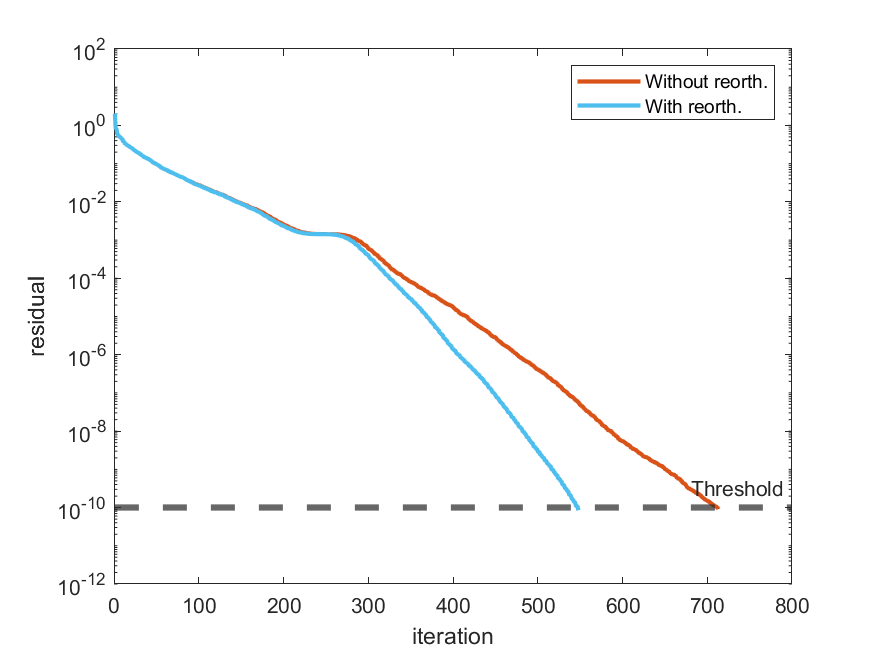 10^2
10^0
10^-2
10^-4
10^-6
10^-8
10^-10
10^-12
residual
Without reorth.
With reorth.
Threshold
0 100 200 300 400 500 600 700 800
iteration